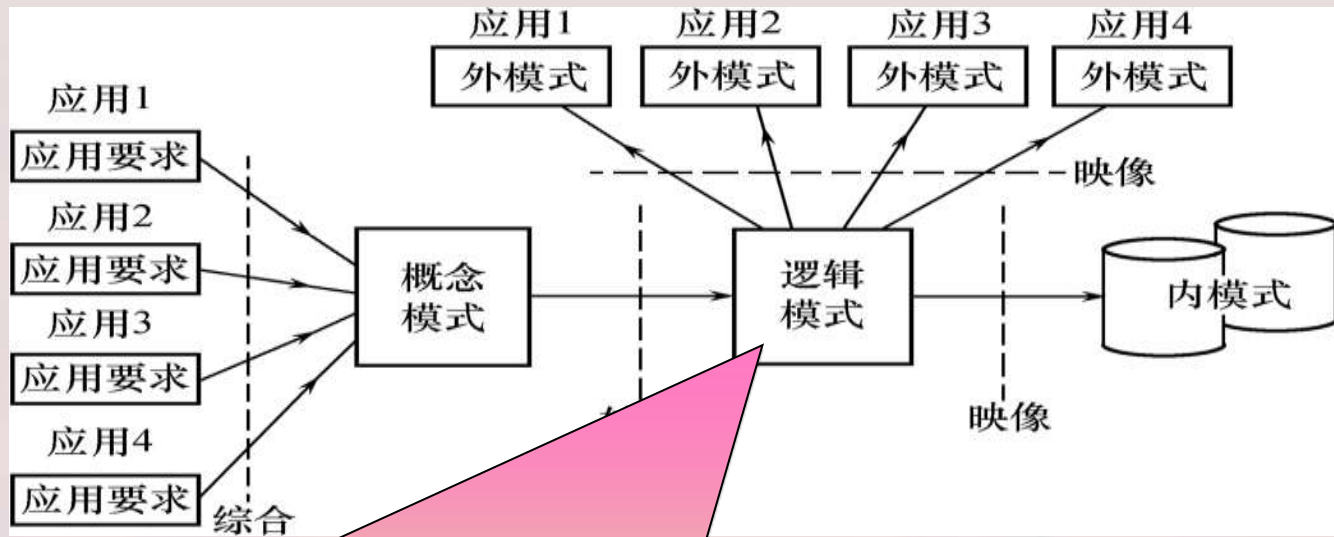 应用1
应用2
应用3
应用4
外模式
外模式
外模式
外模式
映像
应用1
应用要求
应用2
应用要求
应用3
应用要求
应用4
应用要求
综合
概念
模式
逻辑
模式
映像
内模式